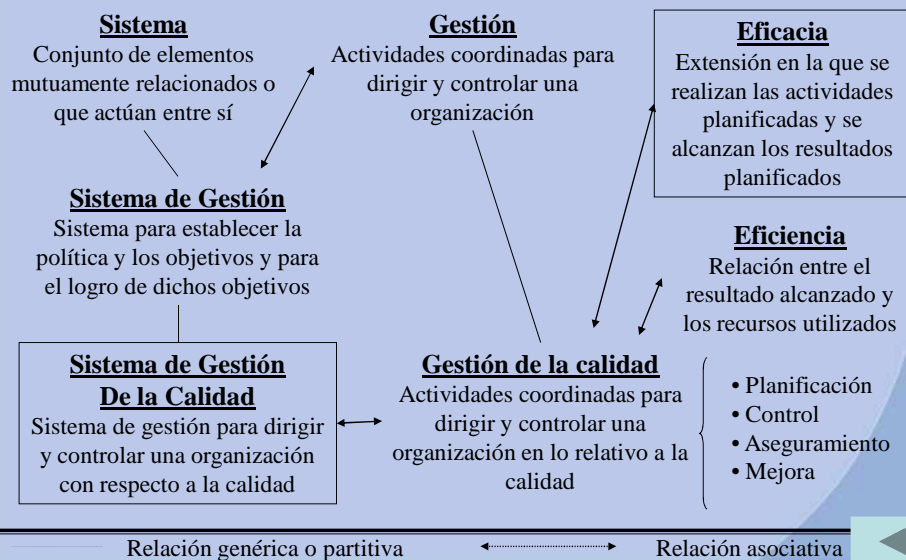 Sistema
Conjunto de elementos
mutuamente relacionados o
que actúan entre sí
Gestión
Actividades coordinadas para
dirigir y controlar una
organización
Eficacia
Extensión en la que se
realizan las actividades
planificadas y se
alcanzan los resultados
planificados
Sistema de Gestión
Sistema para establecer la
política y los objetivos y para
el logro de dichos objetivos
Eficiencia
Relación entre el
resultado alcanzado y
los recursos utilizados
Sistema de Gestión
De la Calidad
Sistema de gestión para dirigir
y controlar una organización
con respecto a la calidad
Gestión de la calidad
Actividades coordinadas para
dirigir y controlar una
organización en lo relativo a la
calidad
• Planificación
• Control
• Aseguramiento
• Mejora
Relación genérica o partitiva
Relación asociativa